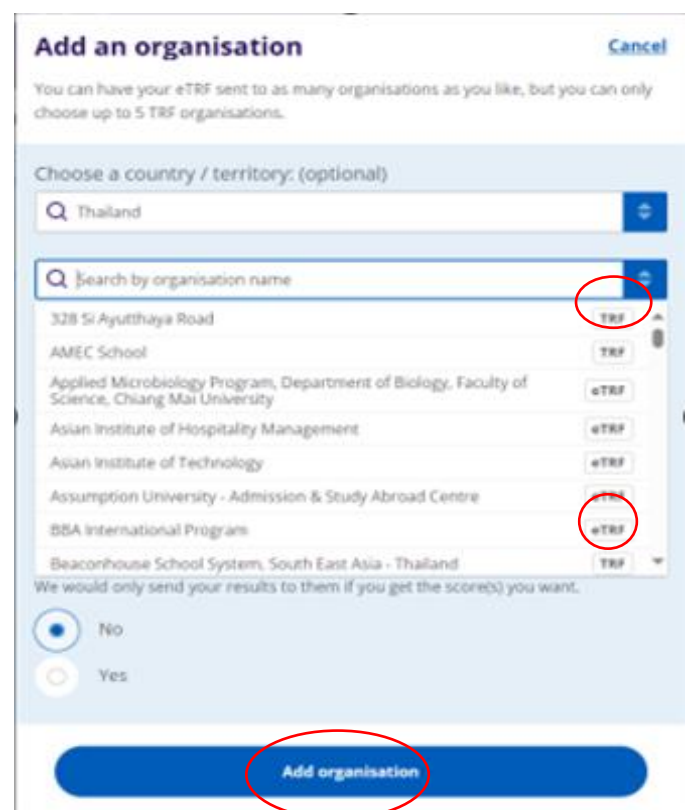 Add an organisation
Cancel
You can have your eTRF sent to as many organisations as you like, but you can only
choose up to 5 TRF organisations.
Choose a country / territory: (optional)
Thailand
Search by organisation name
328 Si Ayutthaya Road TRF
AMEC School TRF
Applied Microbiology Program, Department of Biology, Faculty of
Science, Chiang Mai University eTRF
Asian Institute of Hospitality Management eTRF
Asian Institute of Technology eTRF
Assumption University - Admission & Study Abroad Centre eTRF
BBA International Program eTRF
Beaconhouse School System, South East Asia - Thailand TRF
We would only send your results to them if you get the score(s) you want.
No
Yes
Add organisation